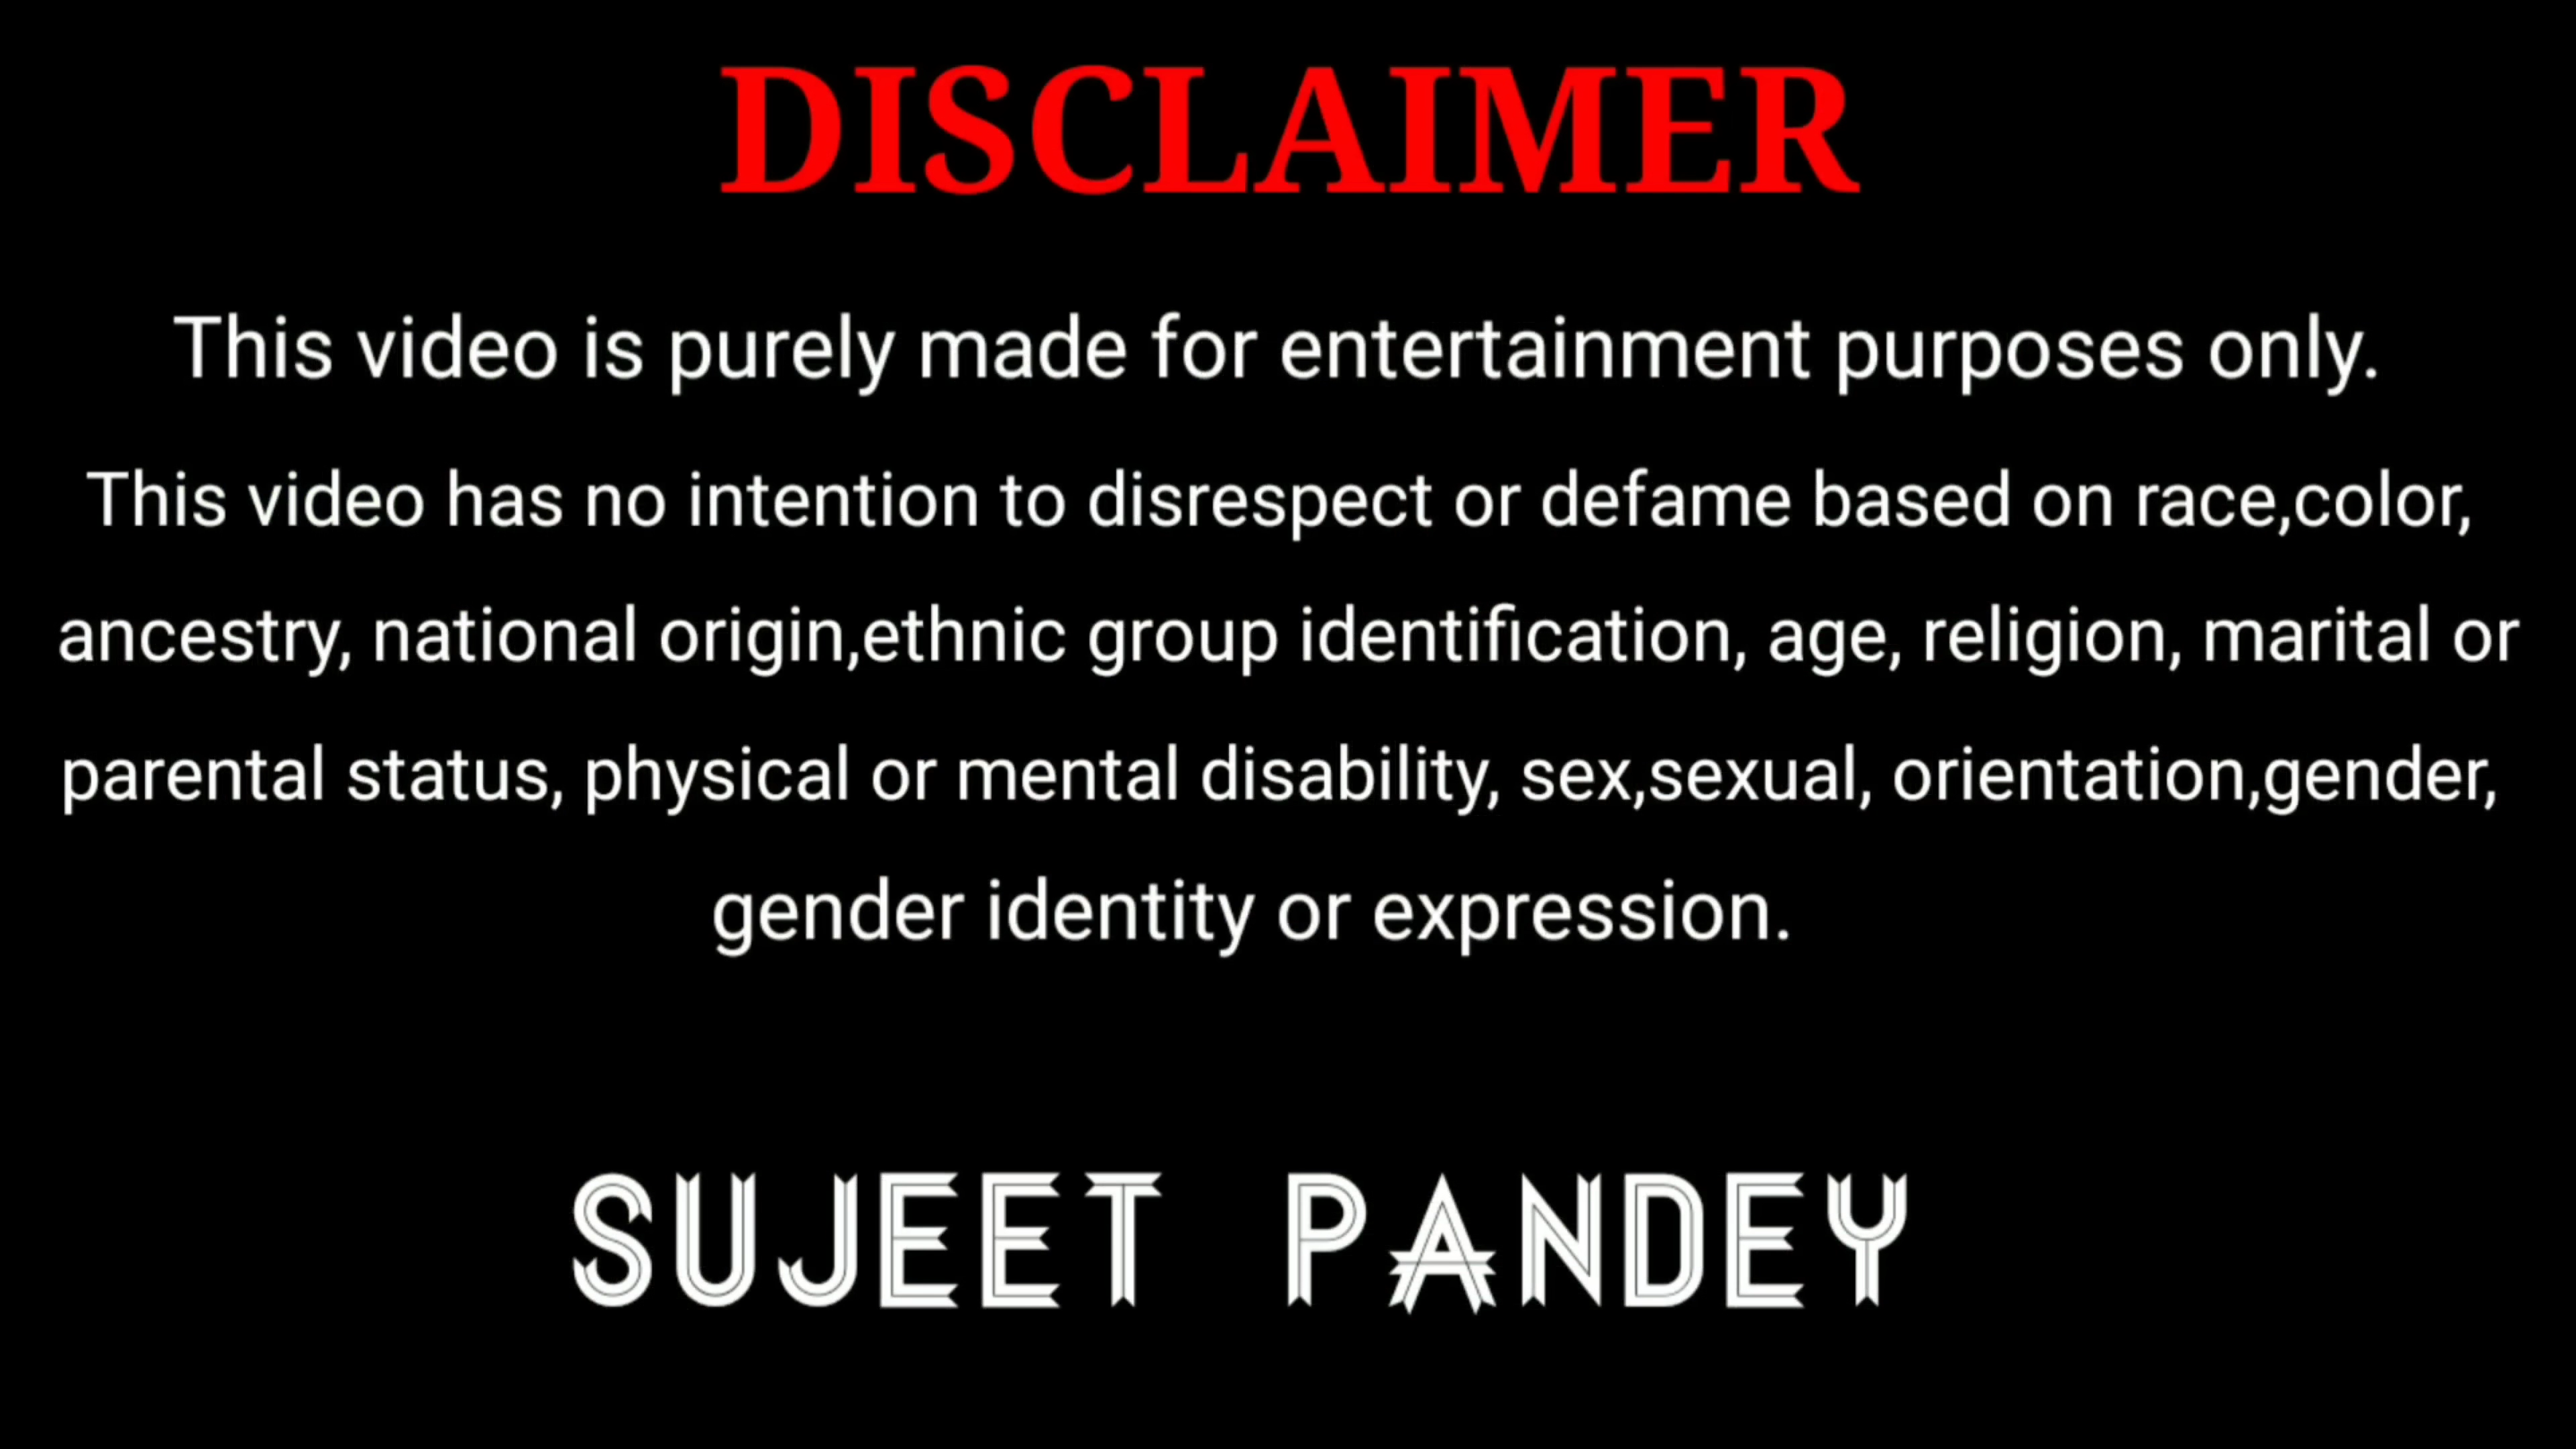 DISCLAIMER
This video is purely made for entertainment purposes only.
This video has no intention to disrespect or defame based on race,color,
ancestry, national origin,ethnic group identification, age, religion, marital or
parental status, physical or mental disability, sex,sexual, orientation,gender,
gender identity or expression.
SUJEET PANDEY